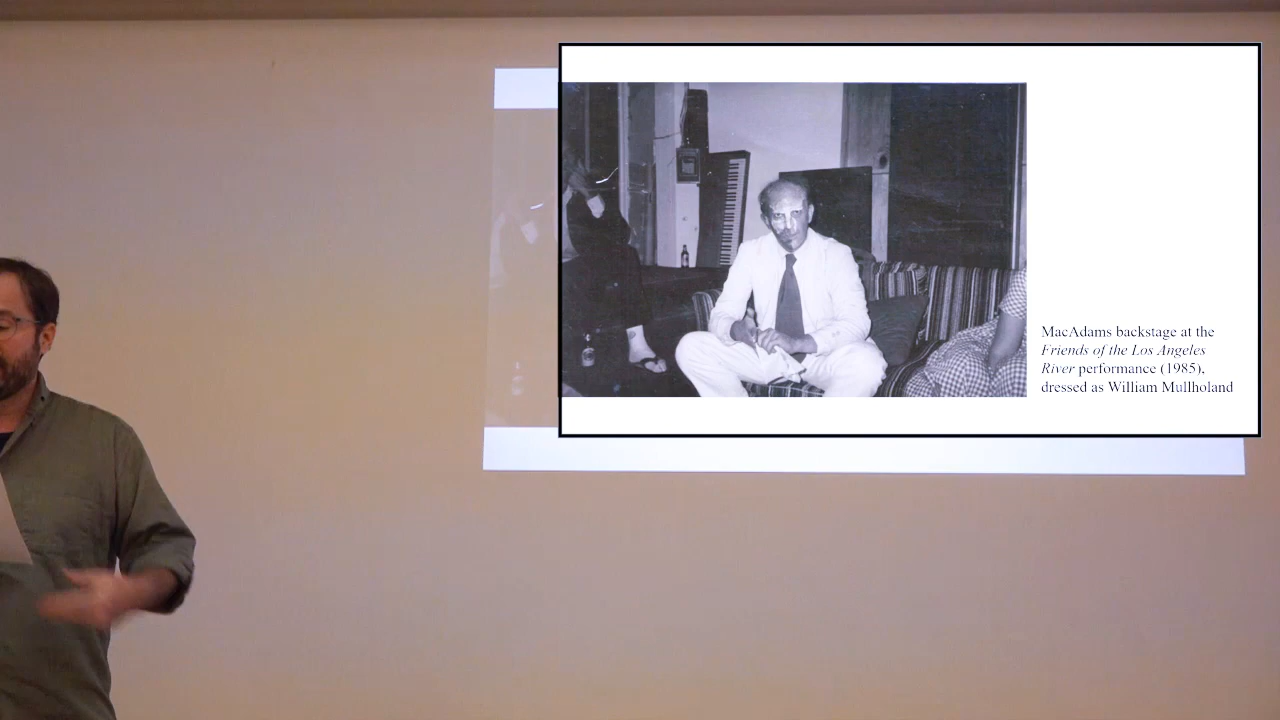 MacAdams backstage at the
Friends of the Los Angeles
River performance (1985),
dressed as William Mullholand